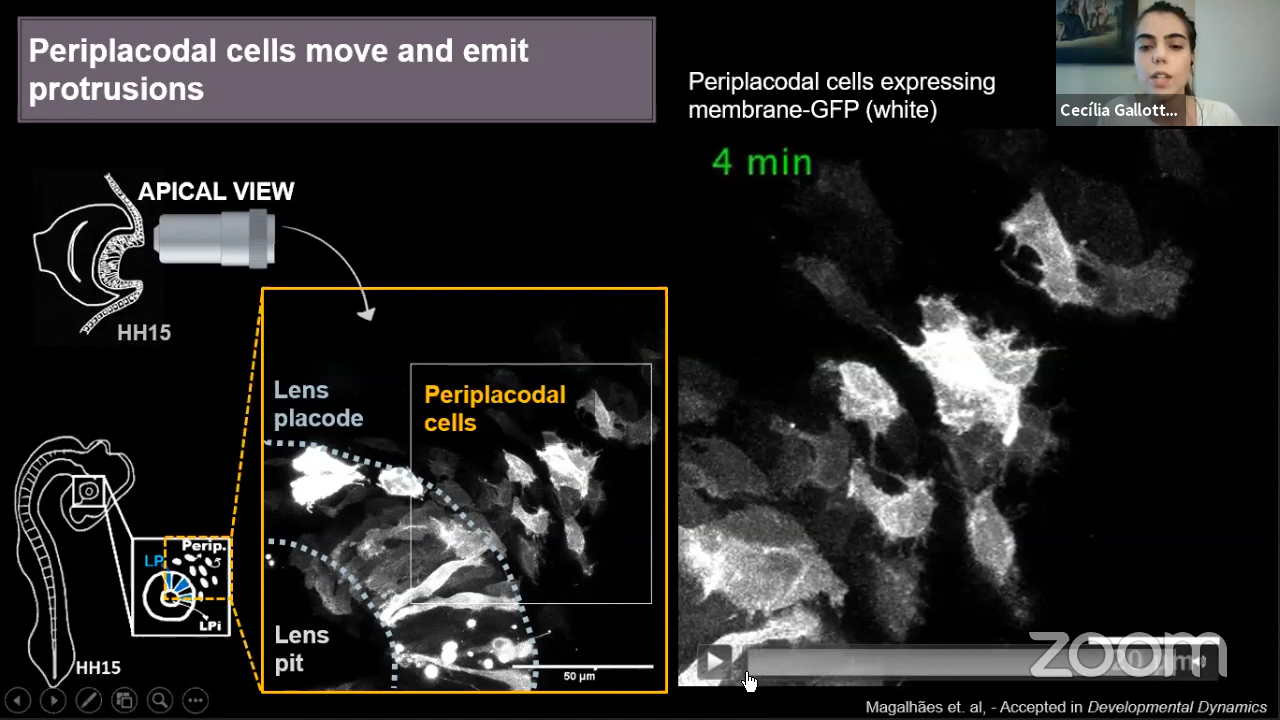 Periplacodal cells move and emit
protrusions
Periplacodal cells expressing
membrane-GFP (white)
Cecília Gallott...
4 min
APICAL VIEW
HH15
Lens
placode
Periplacodal
cells
Perip.
LP
LPi
HH15
Lens
pit
50 µm
zoom
Magalhães et. al, - Accepted in Developmental Dynamics